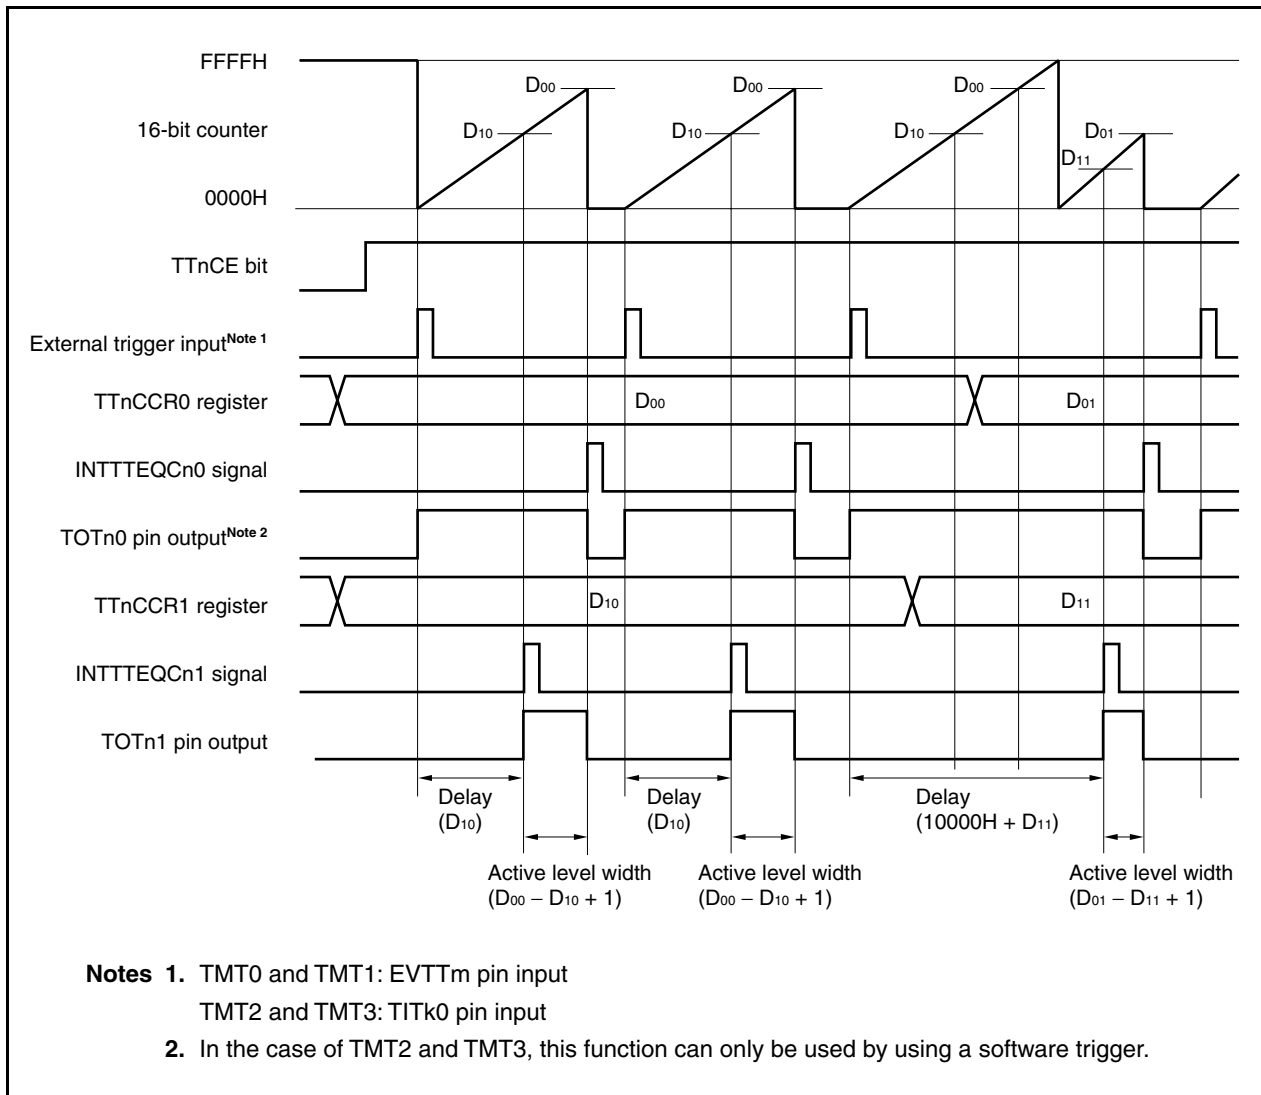 FFFFH
D00 D00 D00
16-bit counter
D10 D10 D10 D01
D11
0000H
TTnCE bit
External trigger inputNote 1
TTnCCR0 register
D00 D01
INTTTEQCn0 signal
TOTn0 pin outputNote 2
TTnCCR1 register
D10 D11
INTTTEQCn1 signal
TOTn1 pin output
Delay
(D10)
Delay
(D10)
Delay
(10000H + D11)
Active level width
(D00 − D10 + 1)
Active level width
(D00 − D10 + 1)
Active level width
(D01 − D11 + 1)
Notes 1. TMT0 and TMT1: EVTTm pin input
TMT2 and TMT3: TITk0 pin input
2. In the case of TMT2 and TMT3, this function can only be used by using a software trigger.